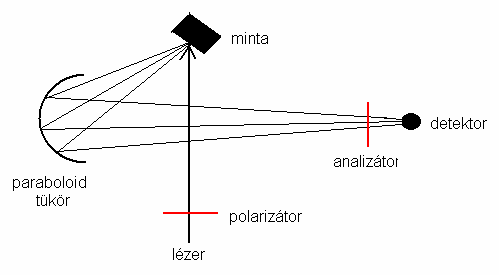 minta
detektor
analizátor
paraboloid
tükör
polarizátor
lézer